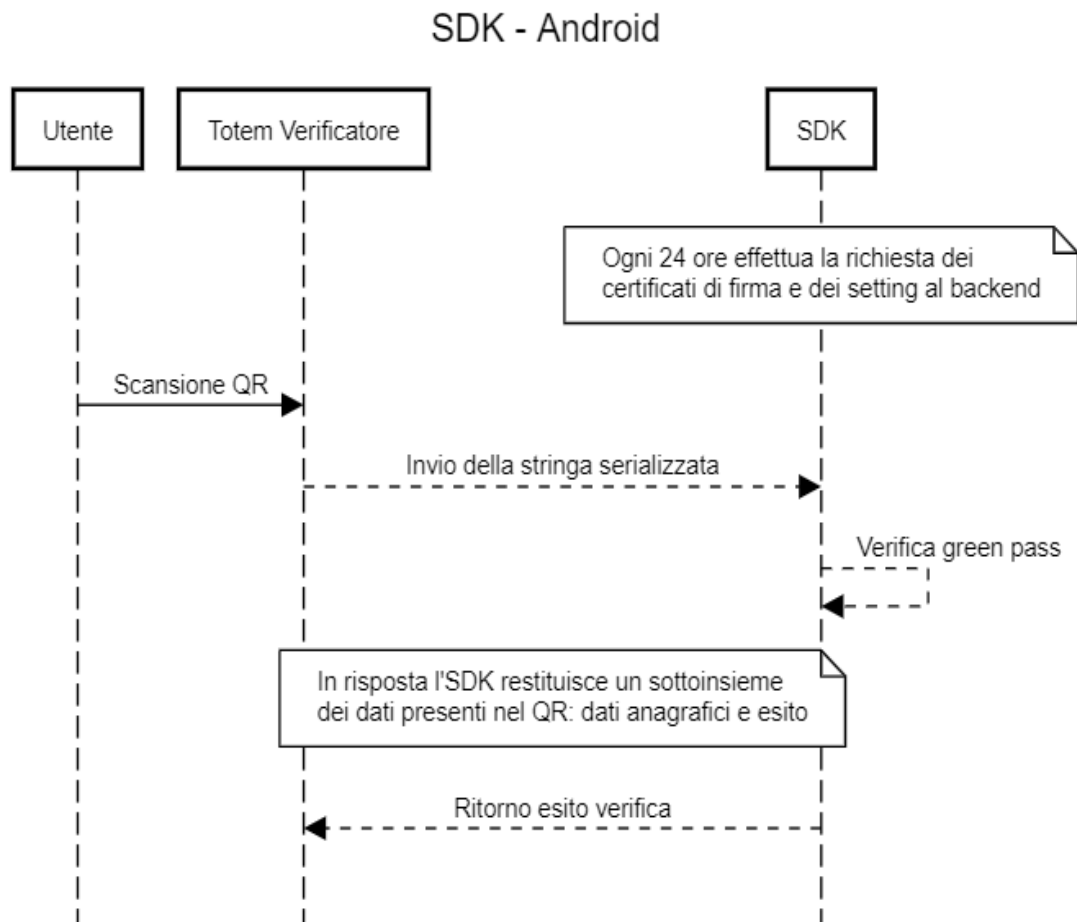 SDK - Android
Utente
Totem Verificatore
SDK
Ogni 24 ore effettua la richiesta dei
certificati di firma e dei setting al backend
Scansione QR
Invio della stringa serializzata
Verifica green pass
In risposta l'SDK restituisce un sottoinsieme
dei dati presenti nel QR: dati anagrafici e esito
Ritorno esito verifica